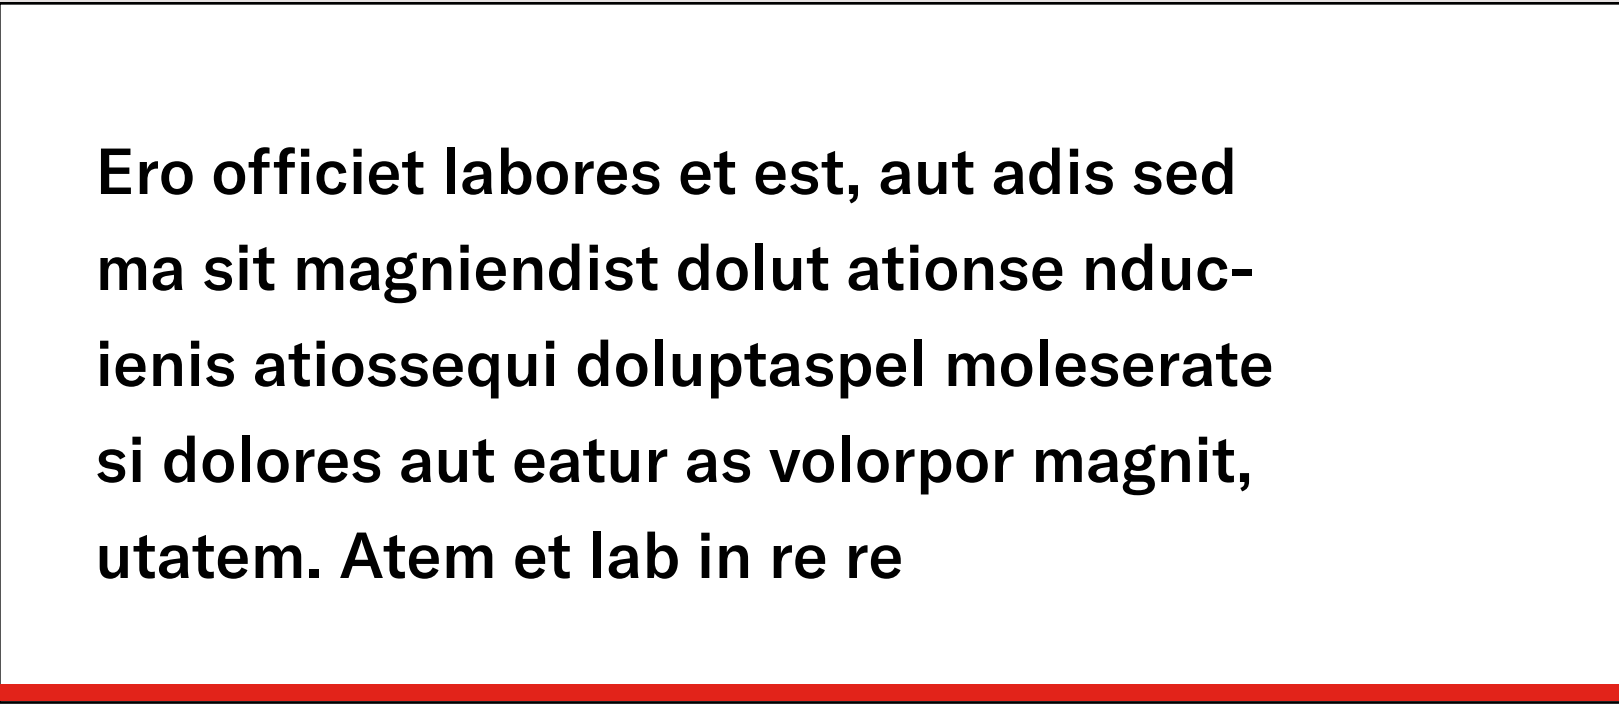 Ero officiet labores et est, aut adis sed
ma sit magniendist dolut ationse nduc-
ienis atiossequi doluptaspel moleserate
si dolores aut eatur as volorpor magnit,
utatem. Atem et lab in re re